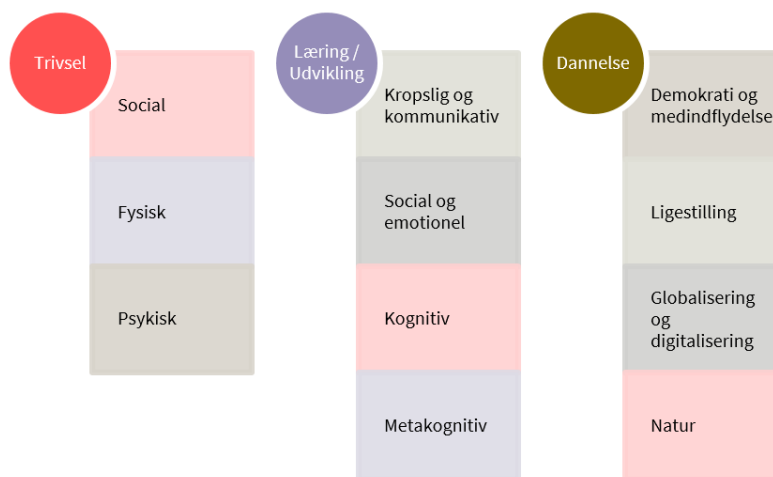 Trivsel
Social
Fysisk
Psykisk
Læring /
Udvikling
Kropslig og
kommunikativ
Social og
emotionel
Kognitiv
Metakognitiv
Dannelse
Demokrati og
medindflydelse
Ligestilling
Globalisering
og
digitalisering
Natur